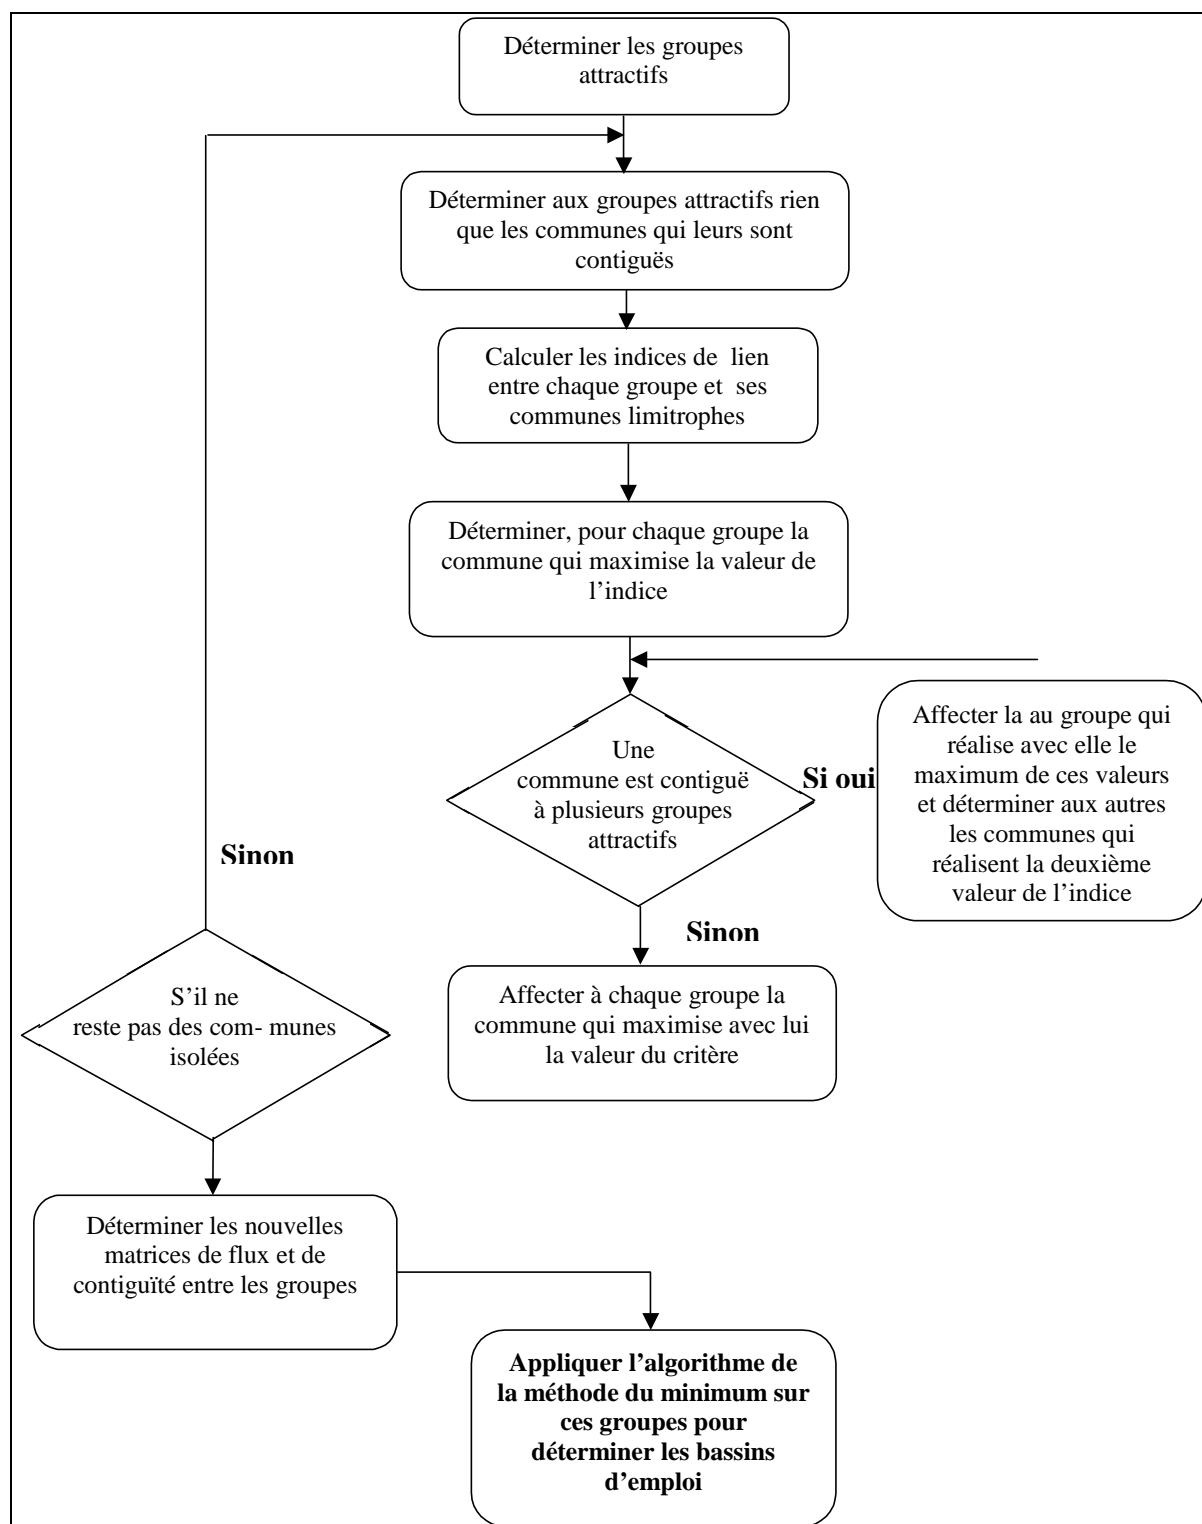 Déterminer les groupes
attractifs
Déterminer aux groupes attractifs rien
que les communes qui leurs sont
contiguës
Calculer les indices de lien
entre chaque groupe et ses
communes limitrophes
Déterminer, pour chaque groupe la
commune qui maximise la valeur de
l’indice
Une
commune est contiguë
à plusieurs groupes
attractifs
Si oui
Affecter la au groupe qui
réalise avec elle le
maximum de ces valeurs
et déterminer aux autres
les communes qui
réalisent la deuxième
valeur de l’indice
Sinon
Sinon
Affecter à chaque groupe la
commune qui maximise avec lui
la valeur du critère
S’il ne
reste pas des com- munes
isolées
Déterminer les nouvelles
matrices de flux et de
contiguïté entre les groupes
Appliquer l’algorithme de
la méthode du minimum sur
ces groupes pour
déterminer les bassins
d’emploi